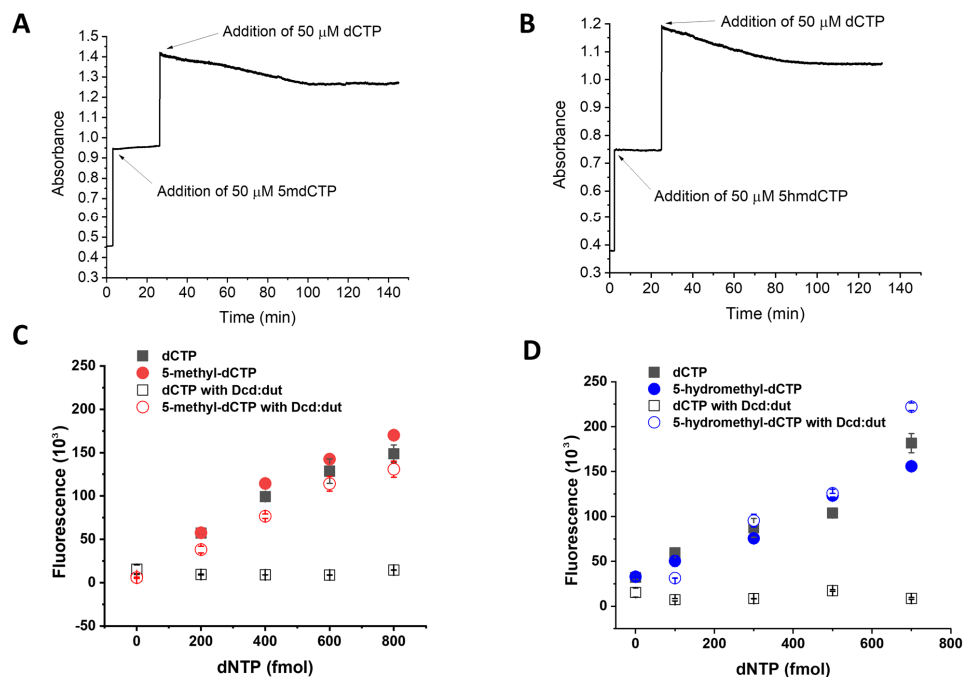 A
Addition of 50 μM dCTP
1.5
1.4
1.3
1.2
1.1
1.0
0.9
0.8
0.7
0.6
0.5
0.4
0.3
Absorbance
Addition of 50 μM 5mdCTP
0 20 40 60 80 100 120 140
Time (min)
B
Addition of 50 μM dCTP
1.2
1.1
1.0
0.9
0.8
0.7
0.6
0.5
0.4
0.3
Absorbance
Addition of 50 μM 5hmdCTP
0 20 40 60 80 100 120 140
Time (min)
C
dCTP
5-methyl-dCTP
dCTP with Dcd:dut
5-methyl-dCTP with Dcd:dut
250
200
150
100
50
0
-50
Fluorescence (10³)
0 200 400 600 800
dNTP (fmol)
D
dCTP
5-hydromethyl-dCTP
dCTP with Dcd:dut
5-hydromethyl-dCTP with Dcd:dut
250
200
150
100
50
0
Fluorescence (10³)
0 200 400 600 800
dNTP (fmol)